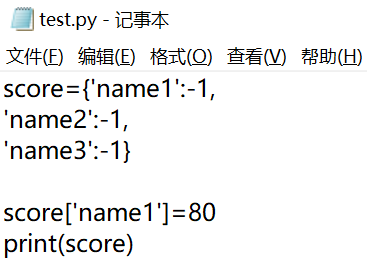 test.py - 记事本
文件(F) 编辑(E) 格式(O) 查看(V) 帮助(H)
score={'name1':-1,
'name2':-1,
'name3':-1}
score['name1']=80
print(score)